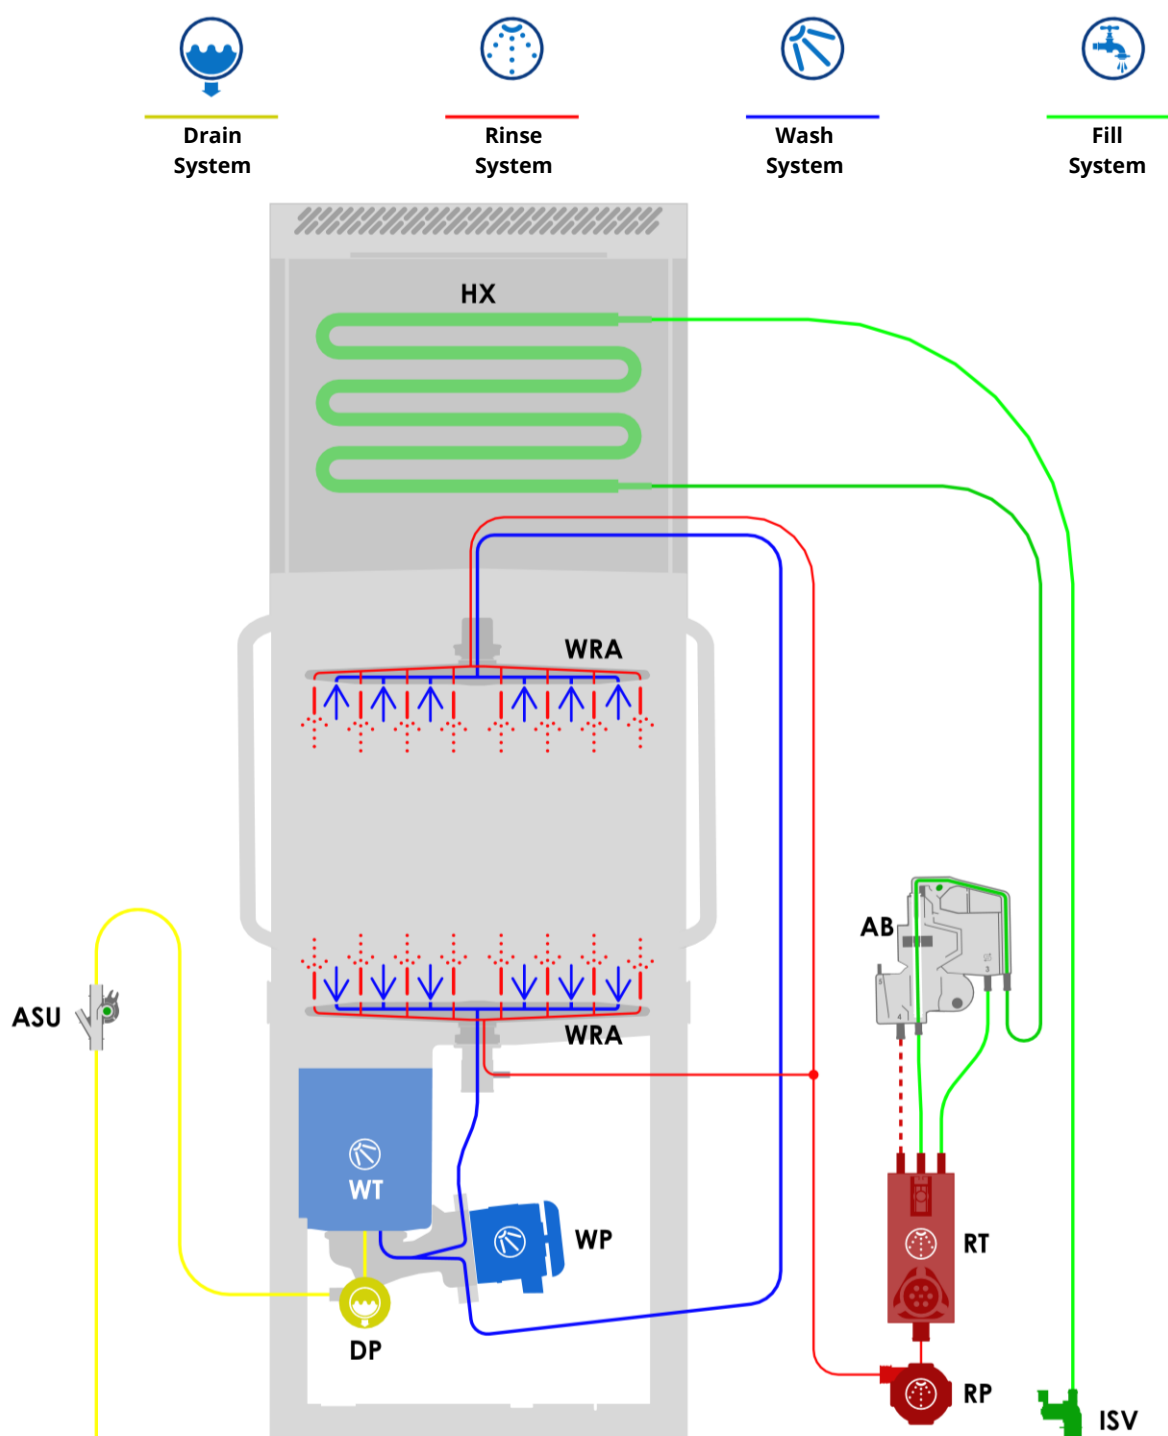 Drain
System
Rinse
System
Wash
System
Fill
System
HX
WRA
AB
ASU
WRA
WT
WP
RT
DP
RP
ISV